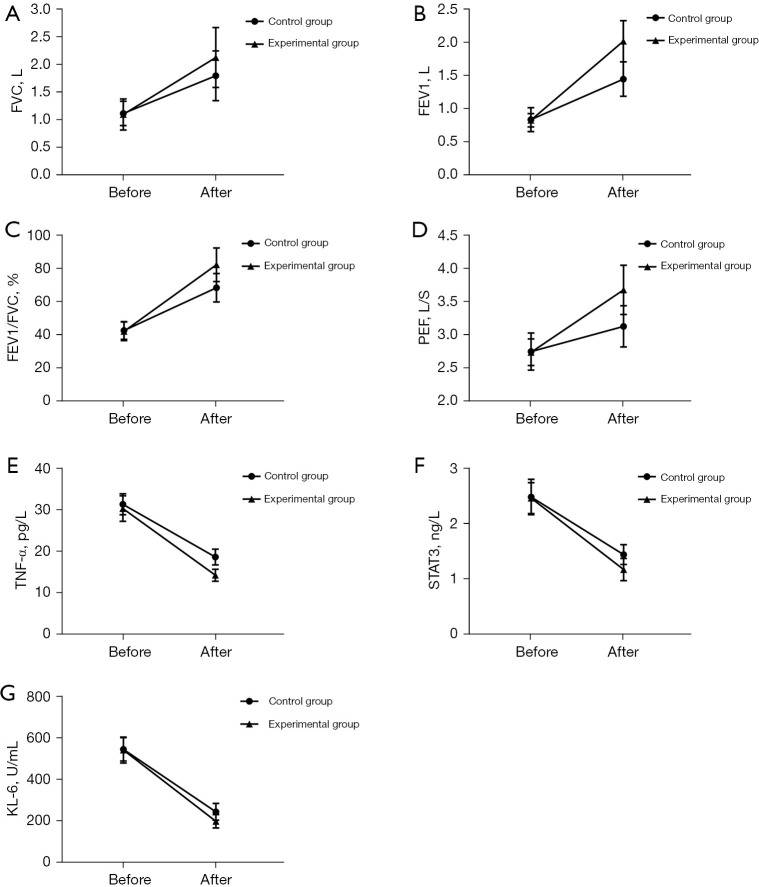 A
FVC, L
3.0
2.5
2.0
1.5
1.0
0.5
0.0
Before
After
Control group
Experimental group
B
FEV1, L
2.5
2.0
1.5
1.0
0.5
0.0
Before
After
Control group
Experimental group
C
FEV1/FVC, %
100
80
60
40
20
0
Before
After
Control group
Experimental group
D
PEF, L/S
4.5
4.0
3.5
3.0
2.5
2.0
Before
After
Control group
Experimental group
E
TNF-α, pg/L
40
30
20
10
0
Before
After
Control group
Experimental group
F
STAT3, ng/L
3
2
1
0
Before
After
Control group
Experimental group
G
KL-6, U/mL
800
600
400
200
0
Before
After
Control group
Experimental group